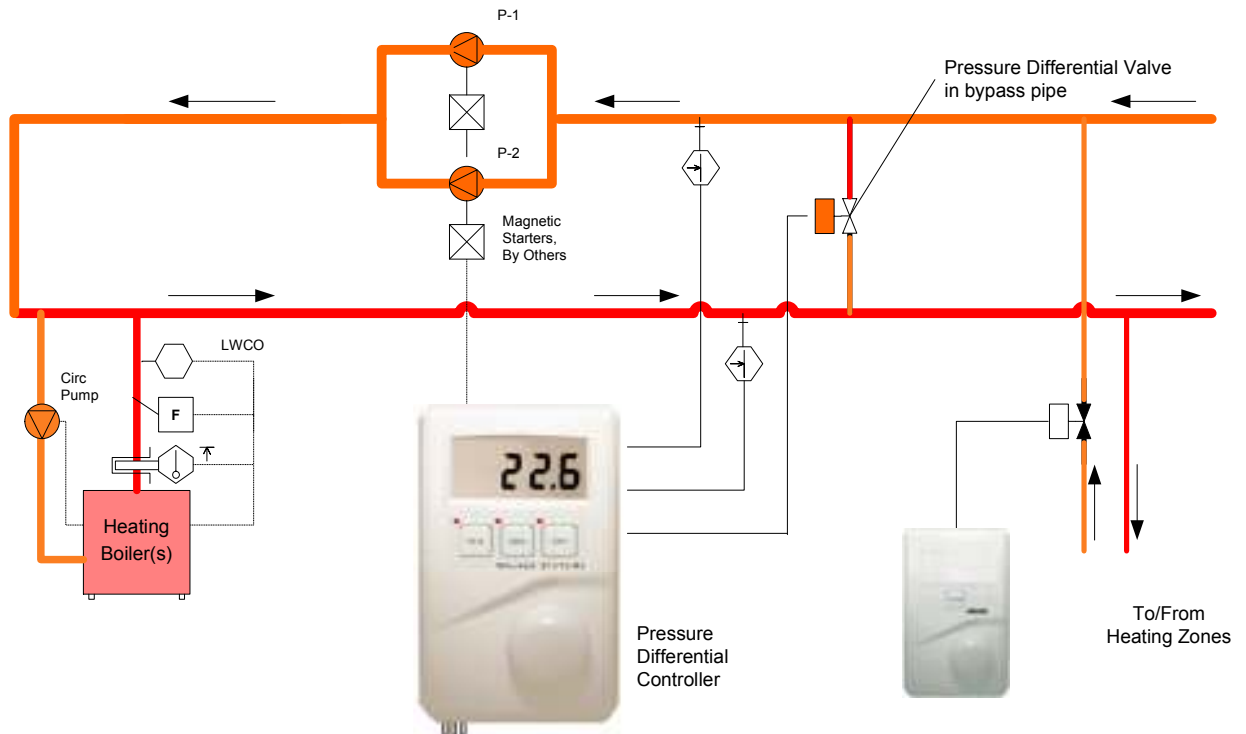 P-1
Pressure Differential Valve
in bypass pipe
P-2
Magnetic
Starters,
By Others
LWCO
Circ
Pump
F
22.6
Heating
Boiler(s)
Pressure
Differential
Controller
To/From
Heating Zones